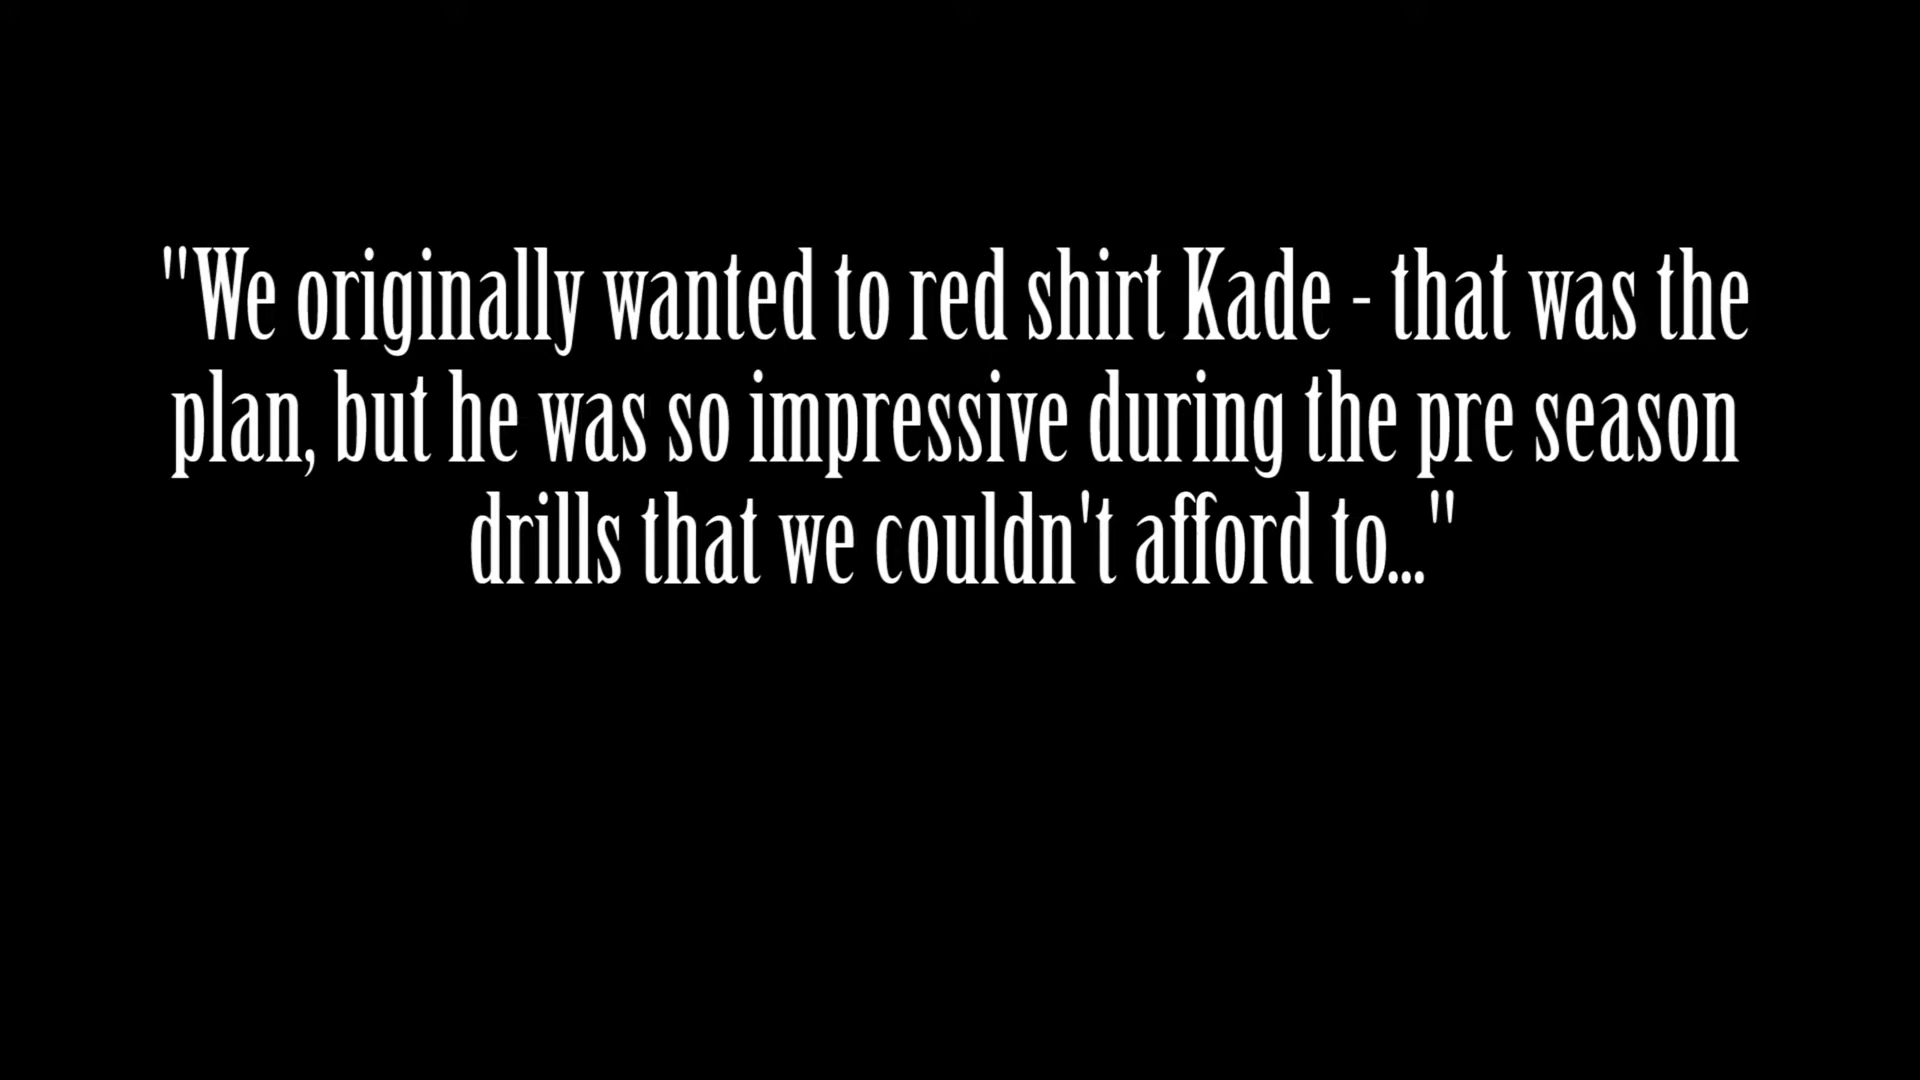 "We originally wanted to red shirt Kade - that was the
plan, but he was so impressive during the pre season
drills that we couldn't afford to..."